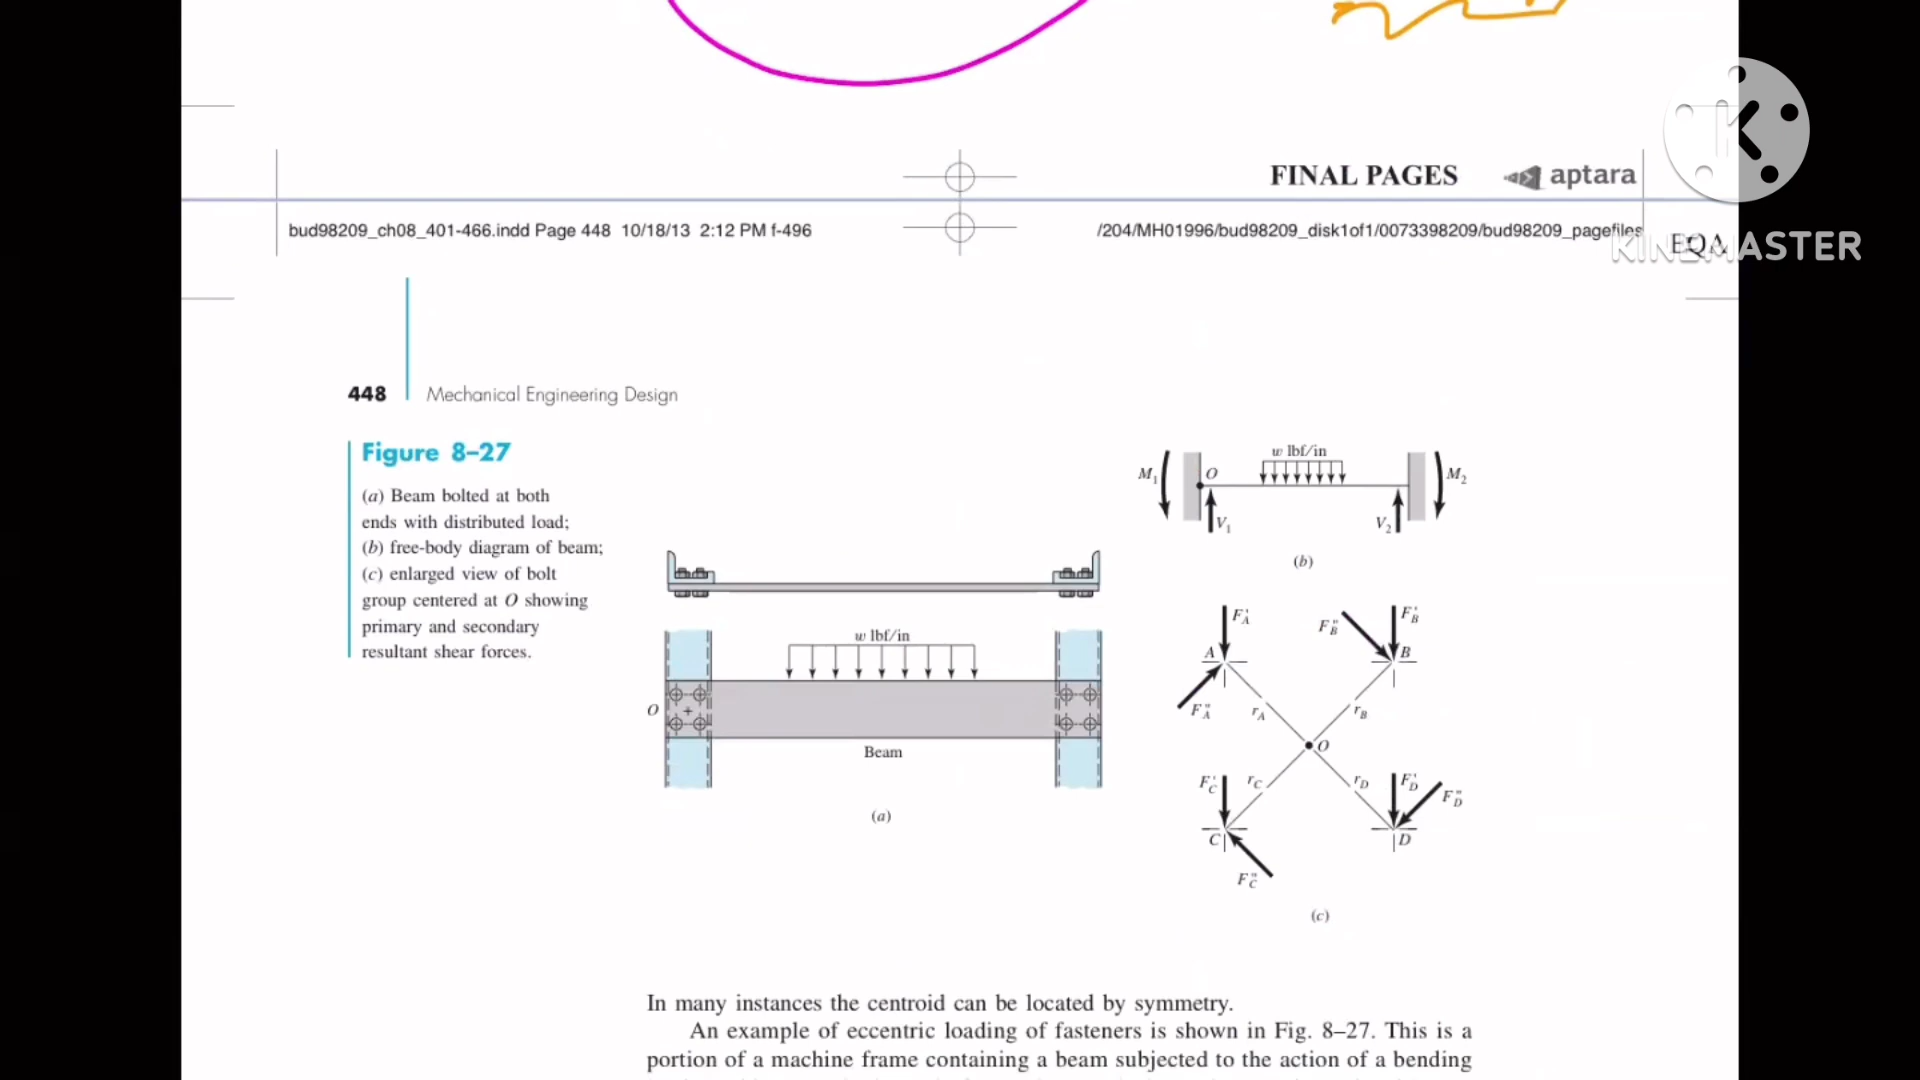 FINAL PAGES aptara
bud98209_ch08_401-466.indd Page 448 10/18/13 2:12 PM f-496
/204/MH01996/bud98209_disk1of1/0073398209/bud98209_pagefiles
EQA
KINEMASTER
448 Mechanical Engineering Design
Figure 8–27
(a) Beam bolted at both
ends with distributed load;
(b) free-body diagram of beam;
(c) enlarged view of bolt
group centered at O showing
primary and secondary
resultant shear forces.
w lbf/in
O
Beam
(a)
w lbf/in
M1 O M2
V1 V2
(b)
F'A F"B F'B
A B
F"A rA rB
O
F'C rC rD F'D F"D
C D
F"C
(c)
In many instances the centroid can be located by symmetry.
An example of eccentric loading of fasteners is shown in Fig. 8–27. This is a
portion of a machine frame containing a beam subjected to the action of a bending